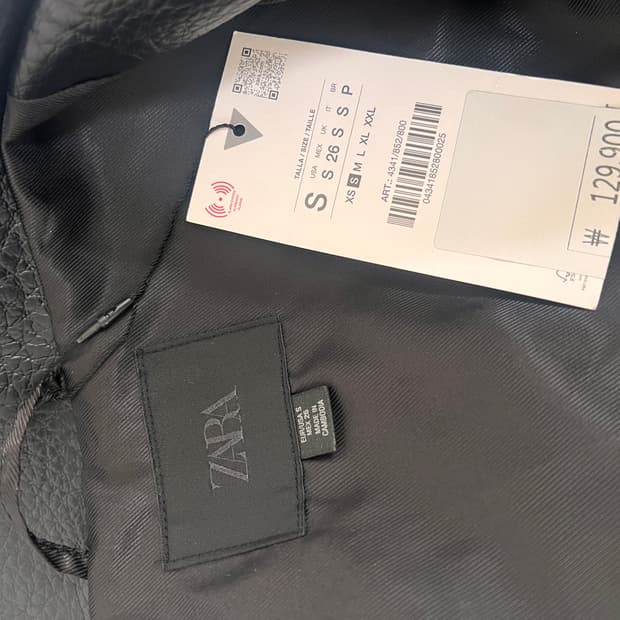 TALLA / SIZE / TAILLE
S
USA S
MEX 26
UK S
IT S
BR P
XS S M L XL XXL
ART.: 4341/852/800
04341852800025
₩ 129,900
ZARA
EUR/USA S
MEX 26
MADE IN
CAMBODIA